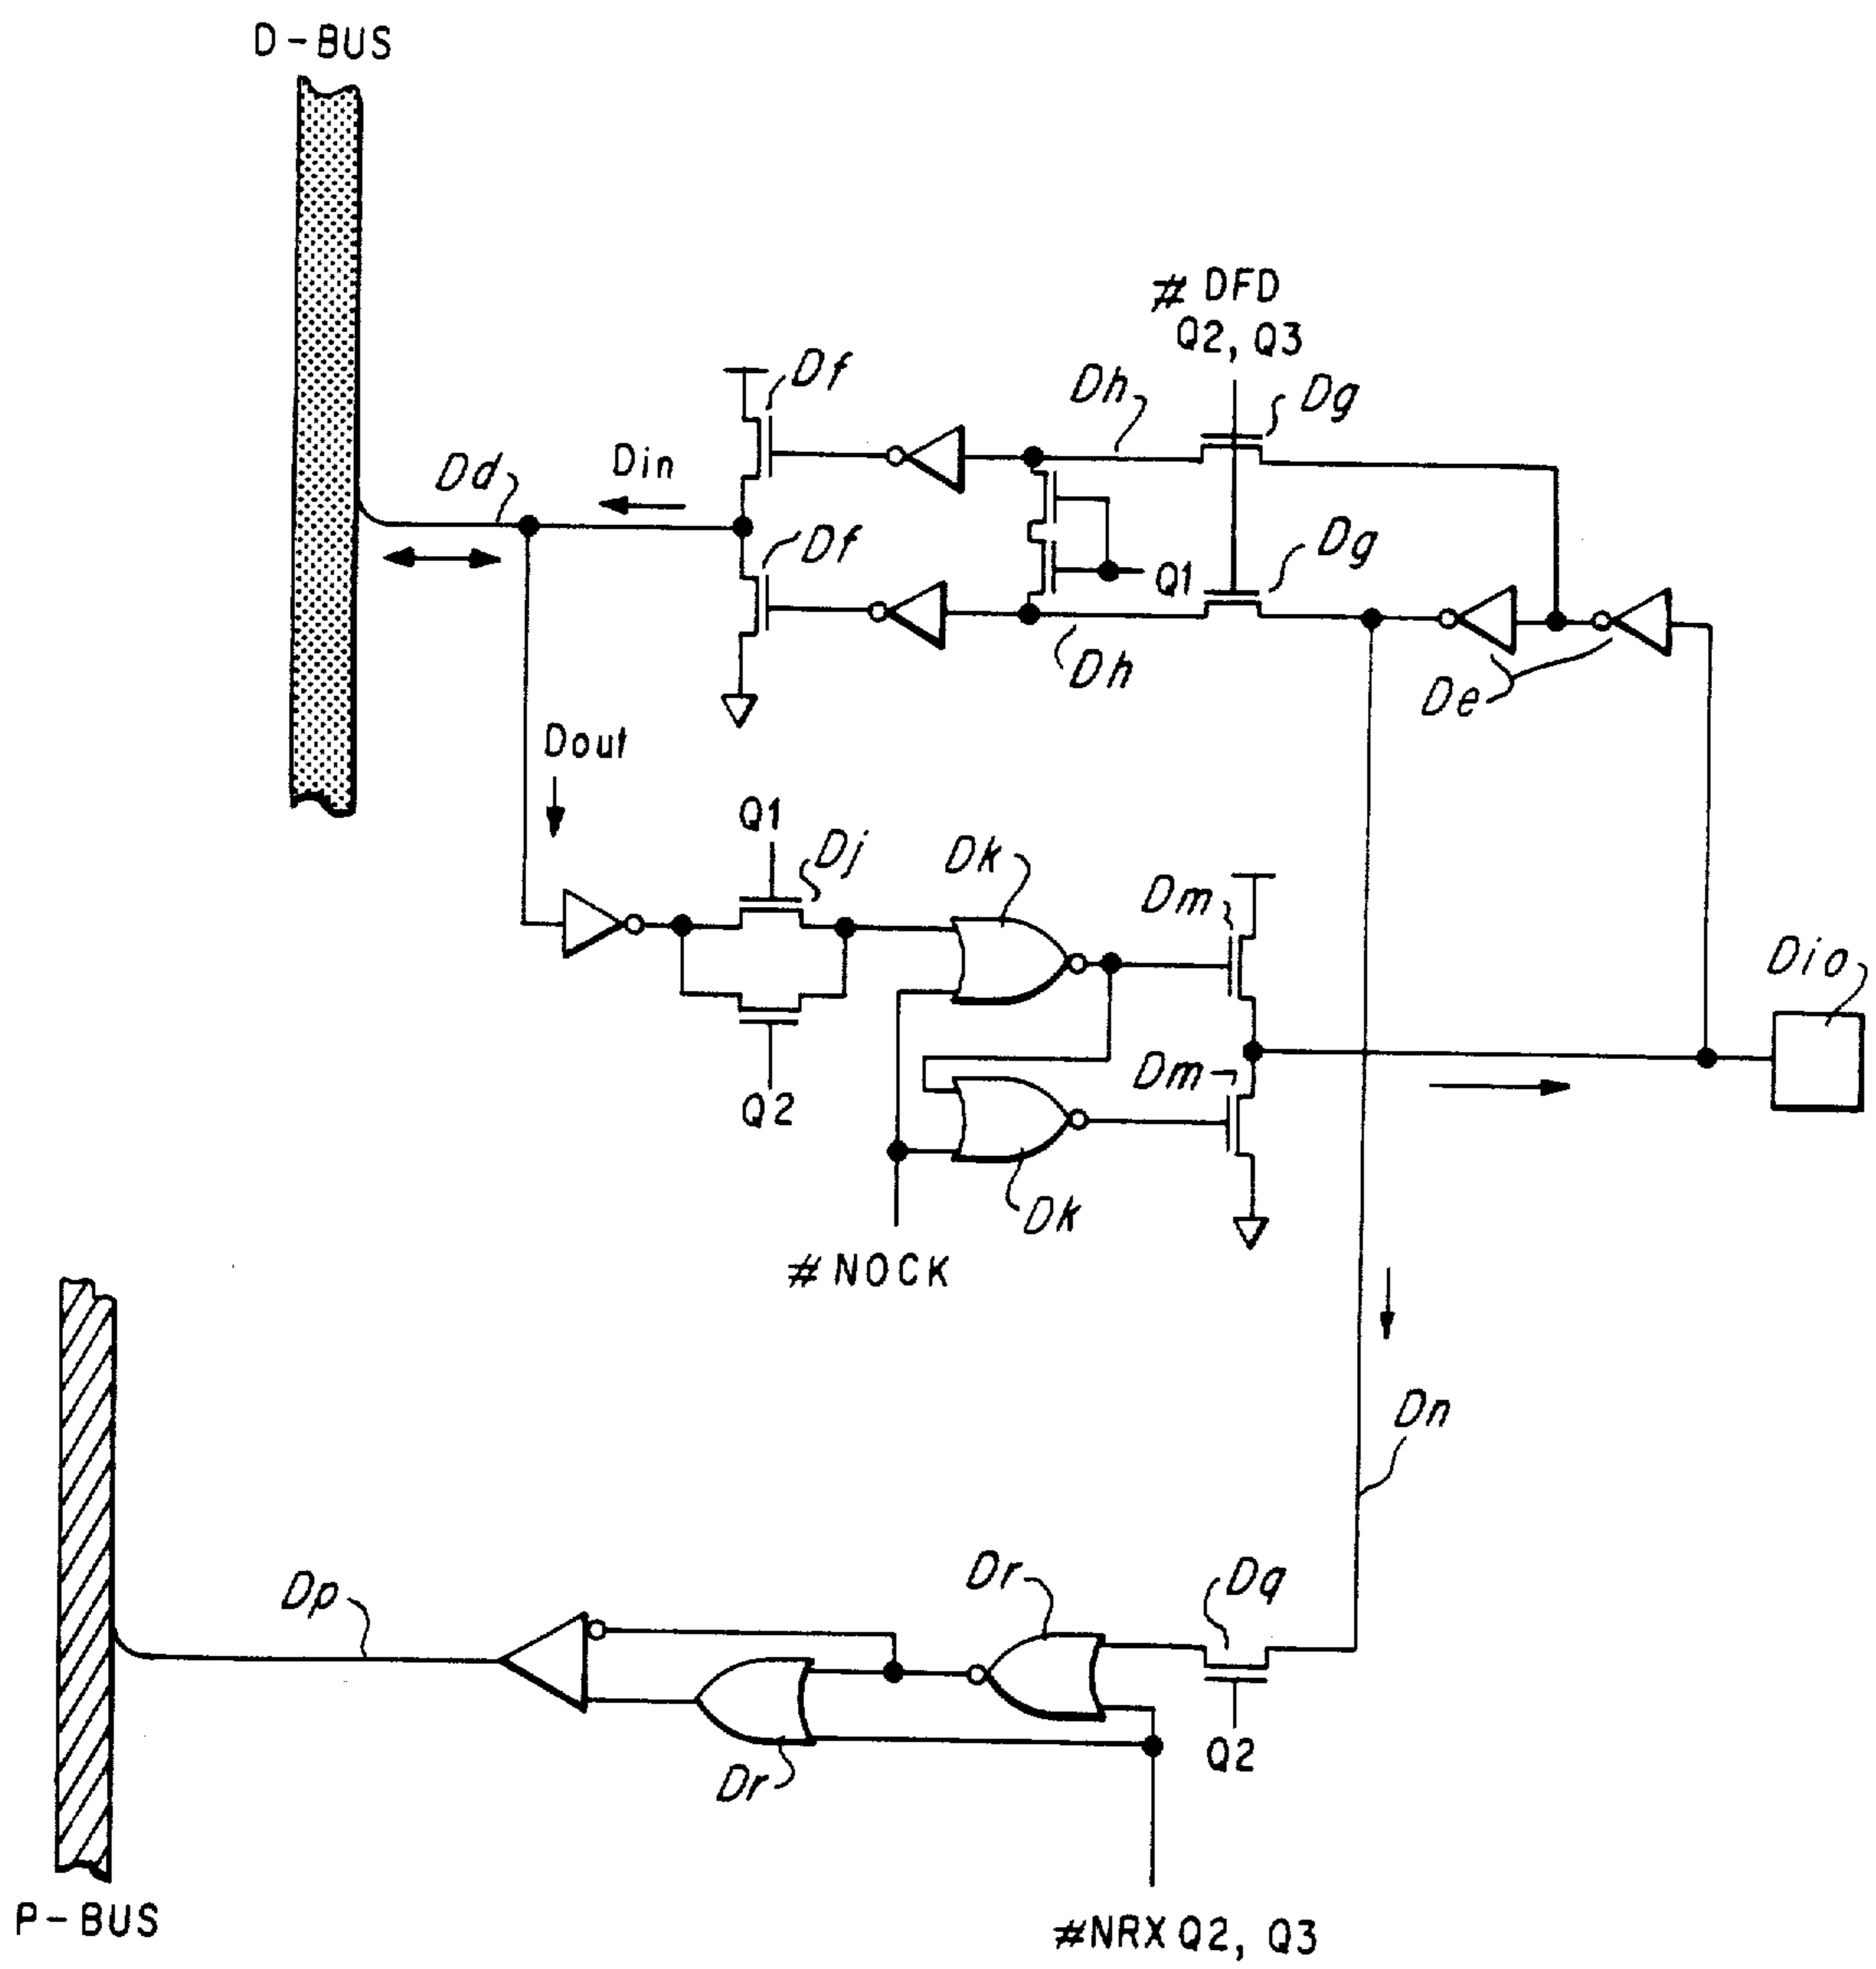 D-BUS
# DFD
Q2, Q3
Df
Dh
Dg
Dd
Din
Df
Dg
Q1
Dh
De
Dout
Q1
Dj
Dk
Dm
Dio
Dm
Q2
Dk
#NOCK
Dn
Dr
Dq
Dp
Q2
Dr
P-BUS
#NRX Q2, Q3